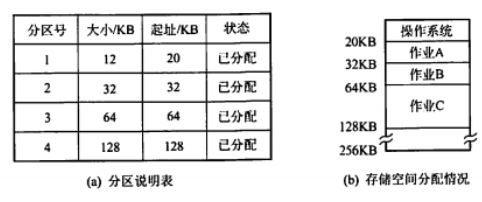 分区号 大小/KB 起址/KB 状态
1 12 20 已分配
2 32 32 已分配
3 64 64 已分配
4 128 128 已分配
(a) 分区说明表
操作系统
20KB
作业A
32KB
作业B
64KB
作业C
128KB
256KB
(b) 存储空间分配情况